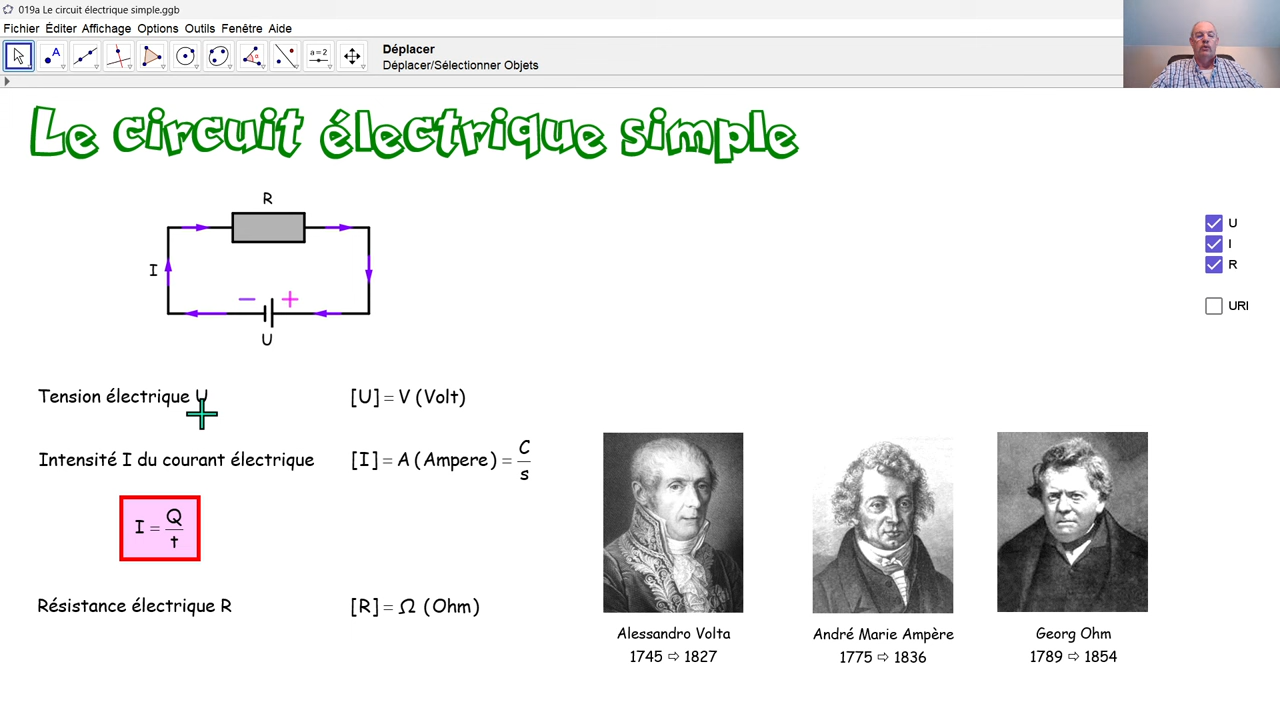 019a Le circuit électrique simple.ggb
Fichier Éditer Affichage Options Outils Fenêtre Aide
A
a=2
Déplacer
Déplacer/Sélectionner Objets
Le circuit électrique simple
R
I
− +
U
U
I
R
URI
Tension électrique U [U] = V (Volt)
Intensité I du courant électrique [I] = A (Ampere) = C/s
I = Q/t
Résistance électrique R [R] = Ω (Ohm)
Alessandro Volta
1745 ⇨ 1827
André Marie Ampère
1775 ⇨ 1836
Georg Ohm
1789 ⇨ 1854